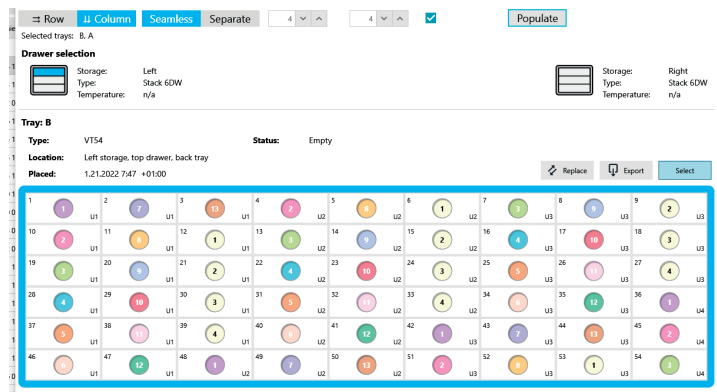 Row Column Seamless Separate 4 4 Populate
Selected trays: B, A
Drawer selection
Storage: Left Storage: Right
Type: Stack 6DW Type: Stack 6DW
Temperature: n/a Temperature: n/a
Tray: B
Type: VT54 Status: Empty
Location: Left storage, top drawer, back tray
Placed: 1.21.2022 7:47 +01:00 Replace Export Select
1 1 U1 2 7 U1 3 13 U1 4 2 U2 5 8 U2 6 1 U2 7 3 U3 8 9 U3 9 2 U3
10 2 U1 11 8 U1 12 1 U1 13 3 U2 14 9 U2 15 2 U2 16 4 U3 17 10 U3 18 3 U3
19 3 U1 20 9 U1 21 2 U1 22 4 U2 23 10 U2 24 3 U2 25 5 U3 26 11 U3 27 4 U3
28 4 U1 29 10 U1 30 3 U1 31 5 U2 32 11 U2 33 4 U2 34 6 U3 35 12 U3 36 1 U4
37 5 U1 38 11 U1 39 4 U1 40 6 U2 41 12 U2 42 1 U3 43 7 U3 44 13 U3 45 2 U4
46 6 U1 47 12 U1 48 1 U2 49 7 U2 50 13 U2 51 2 U3 52 8 U3 53 1 U3 54 3 U4